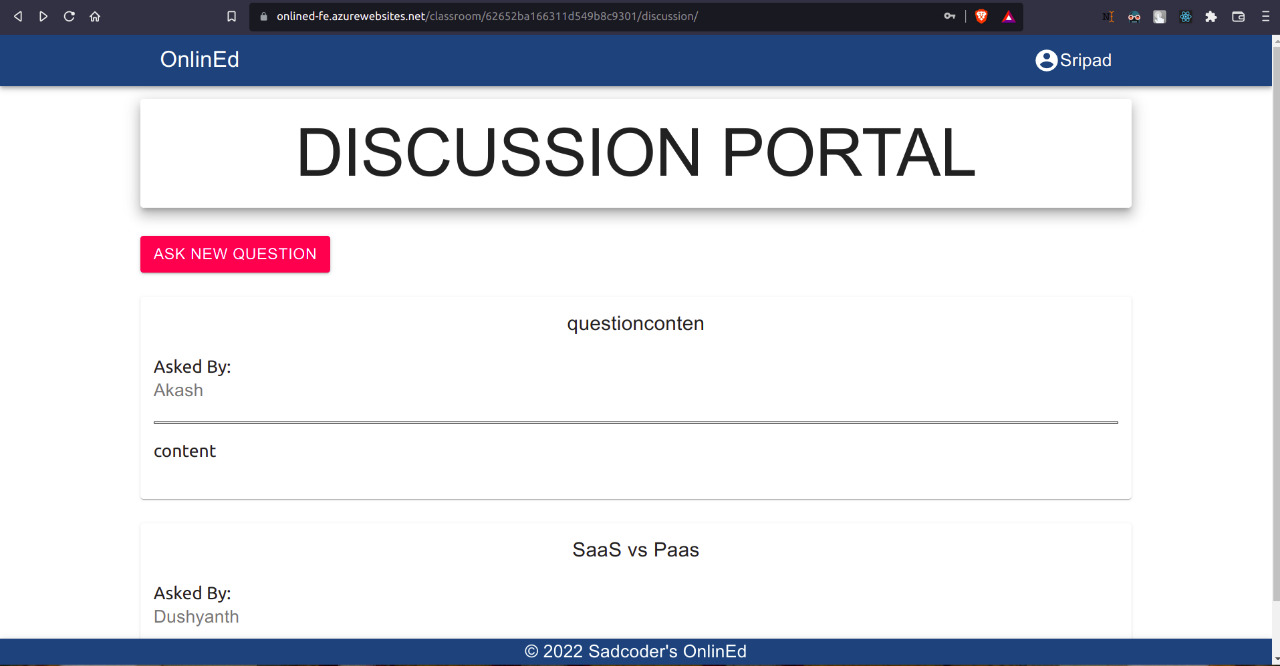 onlined-fe.azurewebsites.net/classroom/62652ba166311d549b8c9301/discussion/
OnlinEd
Sripad
DISCUSSION PORTAL
ASK NEW QUESTION
questionconten
Asked By:
Akash
content
SaaS vs Paas
Asked By:
Dushyanth
© 2022 Sadcoder's OnlinEd